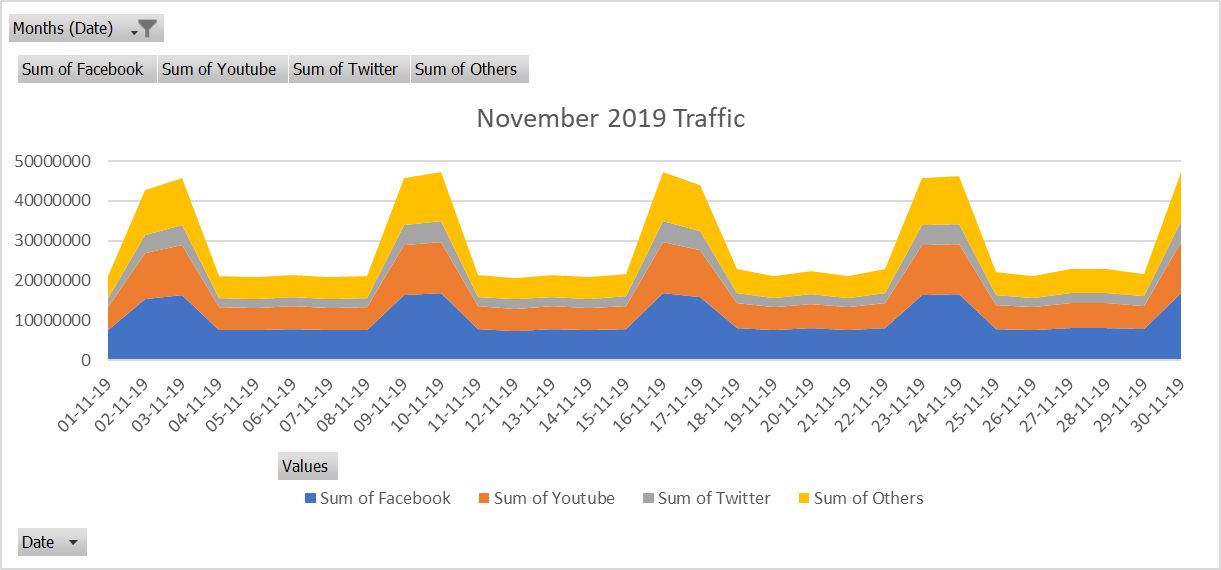 Months (Date)
Sum of Facebook Sum of Youtube Sum of Twitter Sum of Others
November 2019 Traffic
50000000
40000000
30000000
20000000
10000000
0
01-11-19 02-11-19 03-11-19 04-11-19 05-11-19 06-11-19 07-11-19 08-11-19 09-11-19 10-11-19 11-11-19 12-11-19 13-11-19 14-11-19 15-11-19 16-11-19 17-11-19 18-11-19 19-11-19 20-11-19 21-11-19 22-11-19 23-11-19 24-11-19 25-11-19 26-11-19 27-11-19 28-11-19 29-11-19 30-11-19
Values
Sum of Facebook Sum of Youtube Sum of Twitter Sum of Others
Date